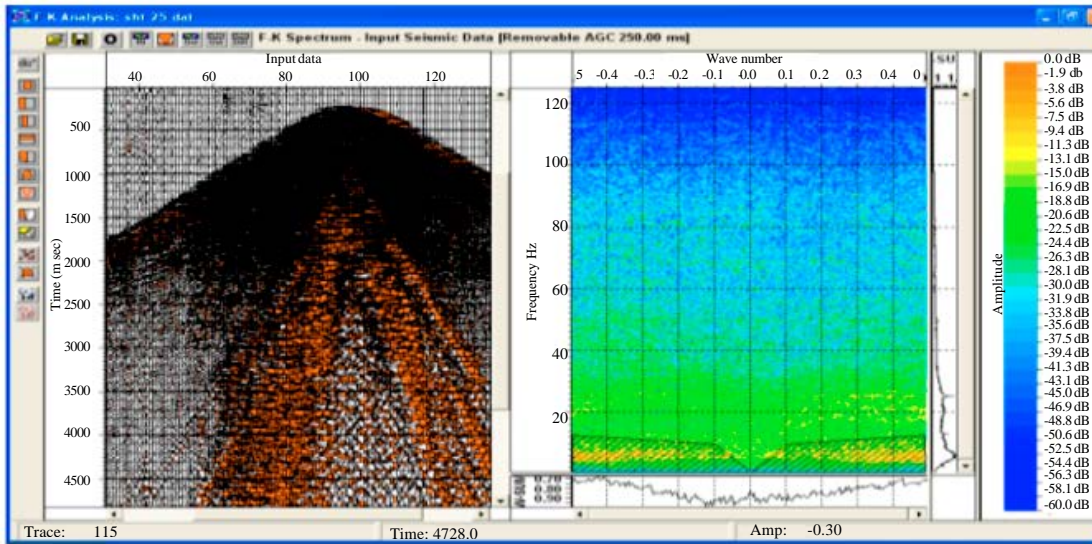 F-K Analysis: sht 25 dat
F-K Spectrum - Input Seismic Data [Removable AGC 250.00 ms]
Input data
40 60 80 100 120
Time (m sec)
500
1000
1500
2000
2500
3000
3500
4000
4500
Wave number
5 -0.4 -0.3 -0.2 -0.1 0.0 0.1 0.2 0.3 0.4 0
Frequency Hz
120
100
80
60
40
20
Amplitude
0.0 dB
-1.9 dB
-3.8 dB
-5.6 dB
-7.5 dB
-9.4 dB
-11.3 dB
-13.1 dB
-15.0 dB
-16.9 dB
-18.8 dB
-20.6 dB
-22.5 dB
-24.4 dB
-26.3 dB
-28.1 dB
-30.0 dB
-33.8 dB
-35.6 dB
-37.5 dB
-39.4 dB
-41.3 dB
-43.1 dB
-45.0 dB
-46.9 dB
-48.8 dB
-50.6 dB
-52.5 dB
-54.4 dB
-56.3 dB
-58.1 dB
-60.0 dB
Trace: 115
Time: 4728.0
Amp: -0.30